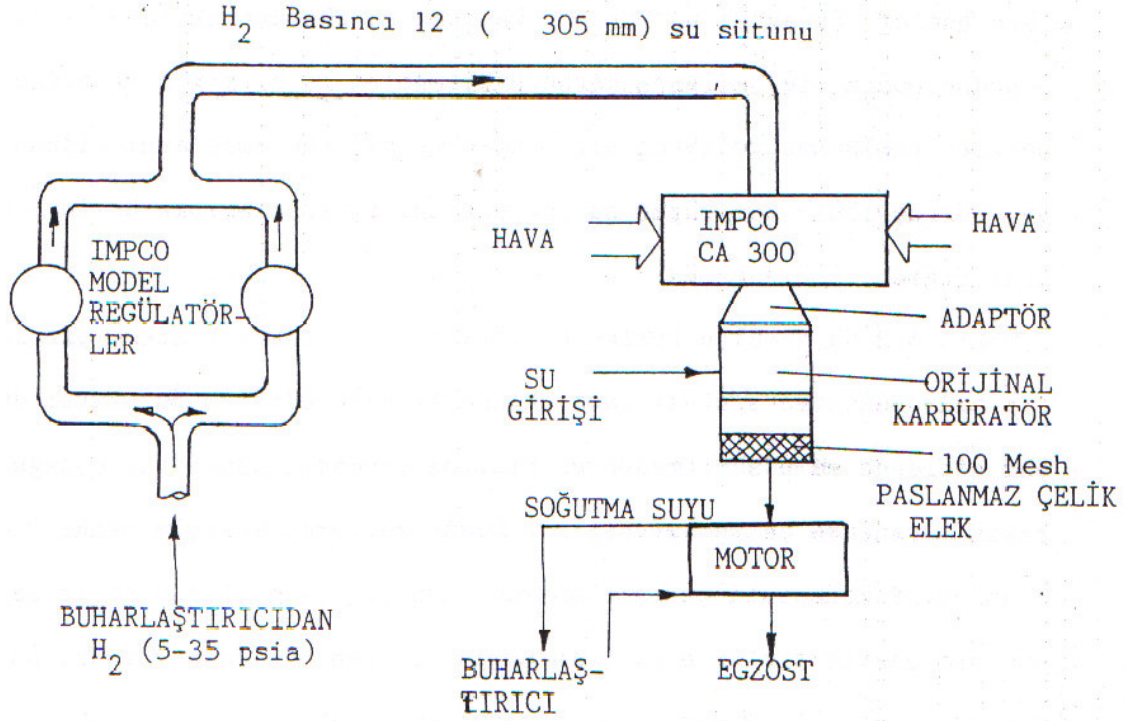 H2 Basıncı 12 ( 305 mm) su sütunu
HAVA
IMPCO
CA 300
HAVA
IMPCO
MODEL
REGÜLATÖR-
LER
ADAPTÖR
SU
GİRİŞİ
ORİJİNAL
KARBÜRATÖR
100 Mesh
PASLANMAZ ÇELİK
ELEK
SOĞUTMA SUYU
MOTOR
BUHARLAŞTIRICIDAN
H2 (5-35 psia)
BUHARLAŞ-
TIRICI
EGZOST